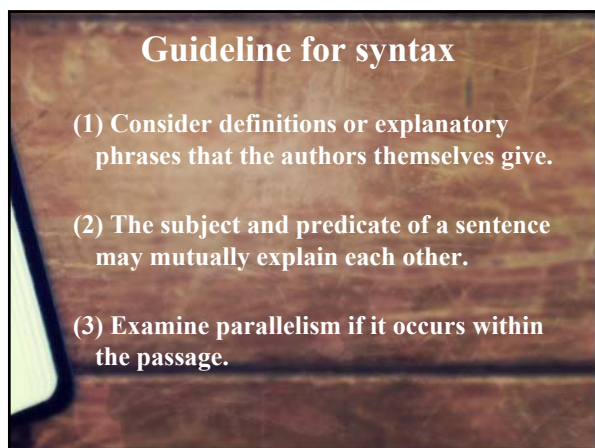 Guideline for syntax
(1) Consider definitions or explanatory
phrases that the authors themselves give.
(2) The subject and predicate of a sentence
may mutually explain each other.
(3) Examine parallelism if it occurs within
the passage.